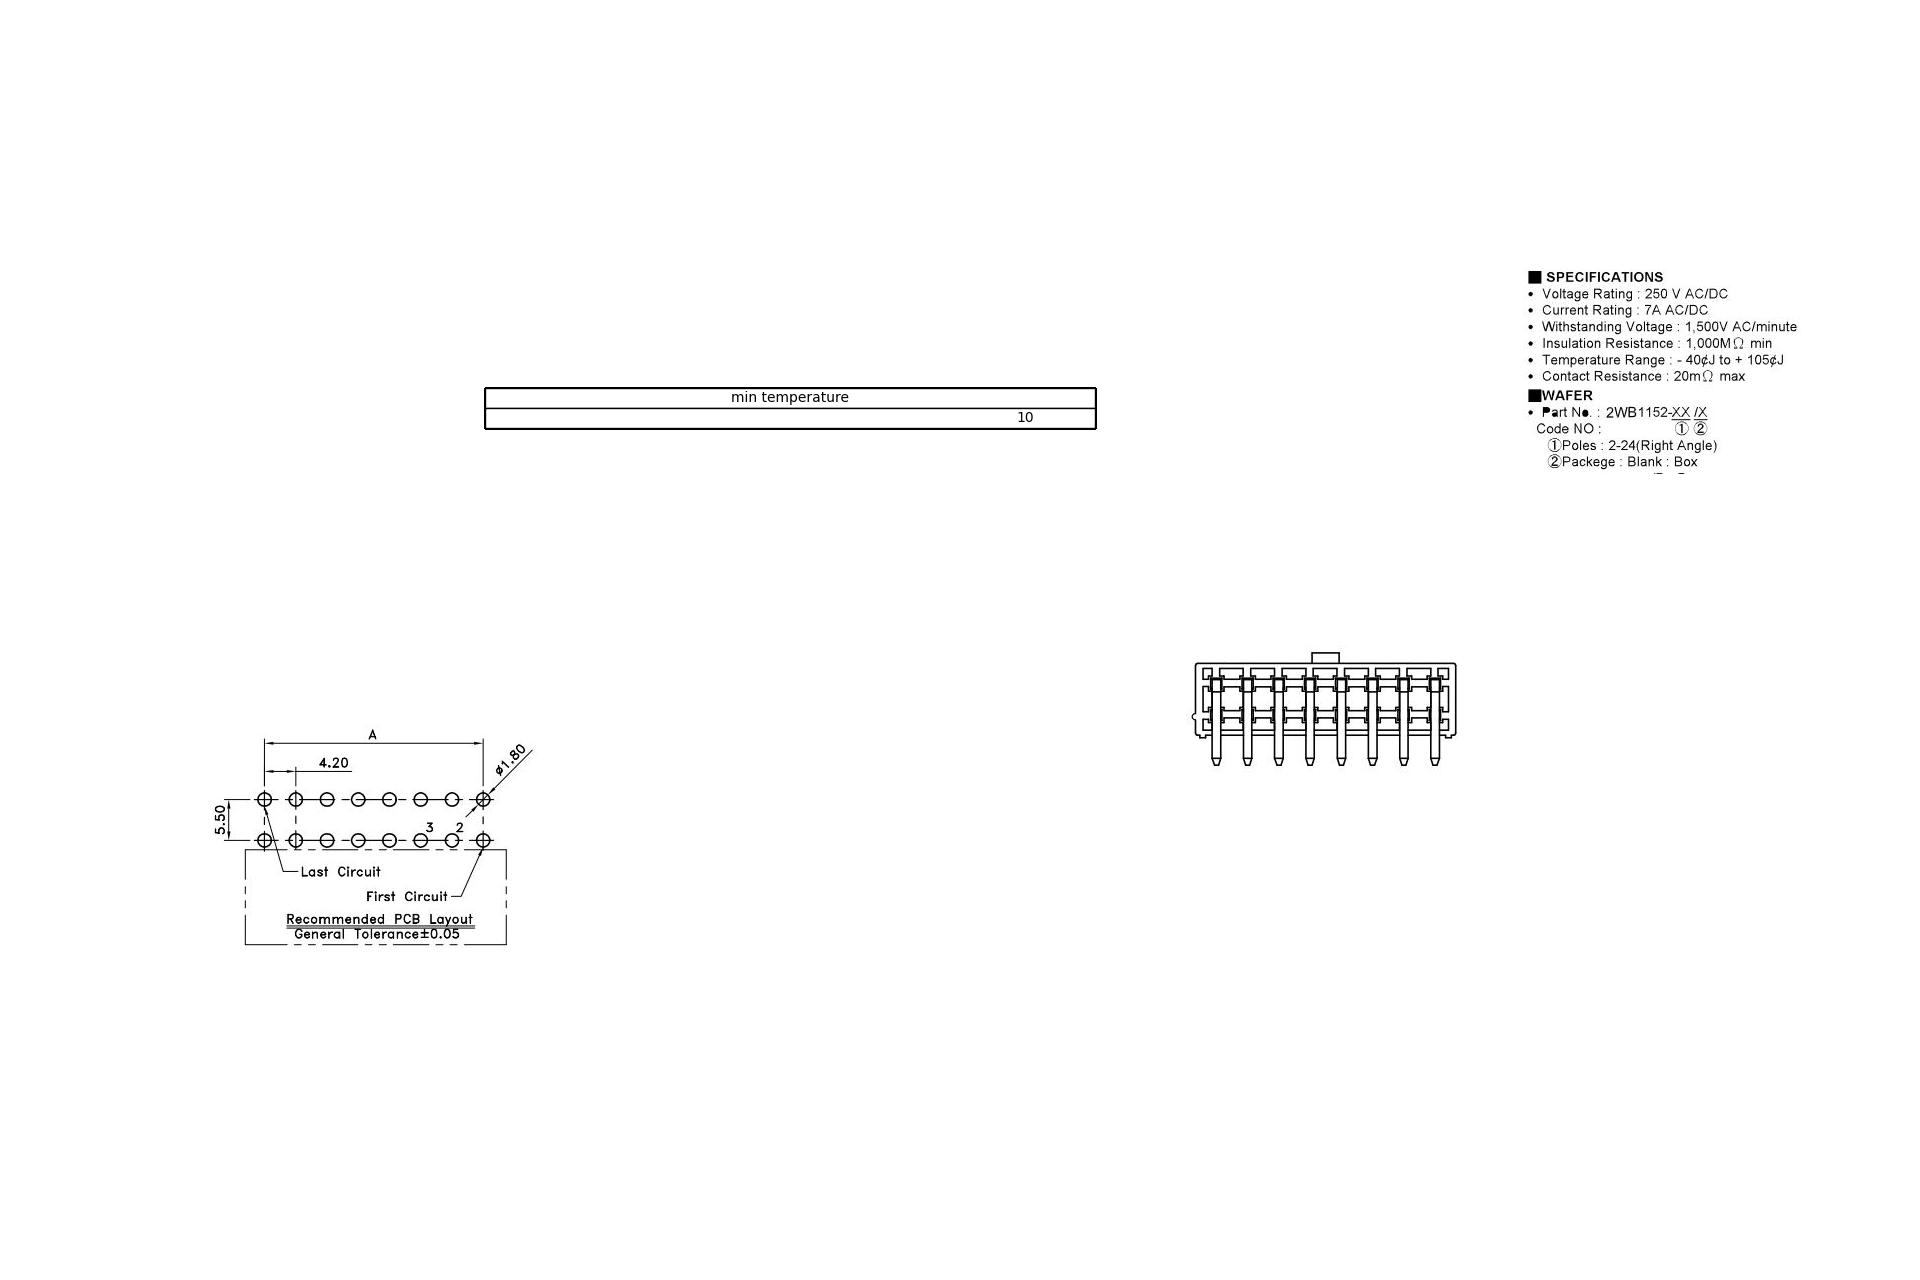 ■ SPECIFICATIONS
• Voltage Rating : 250 V AC/DC
• Current Rating : 7A AC/DC
• Withstanding Voltage : 1,500V AC/minute
• Insulation Resistance : 1,000MΩ min
• Temperature Range : - 40¢J to + 105¢J
• Contact Resistance : 20mΩ max
■WAFER
• Part No. : 2WB1152-XX /X
Code NO : ① ②
①Poles : 2-24(Right Angle)
②Packege : Blank : Box
min temperature
10
A
4.20
ø1.80
5.50
3 2
Last Circuit
First Circuit
Recommended PCB Layout
General Tolerance±0.05